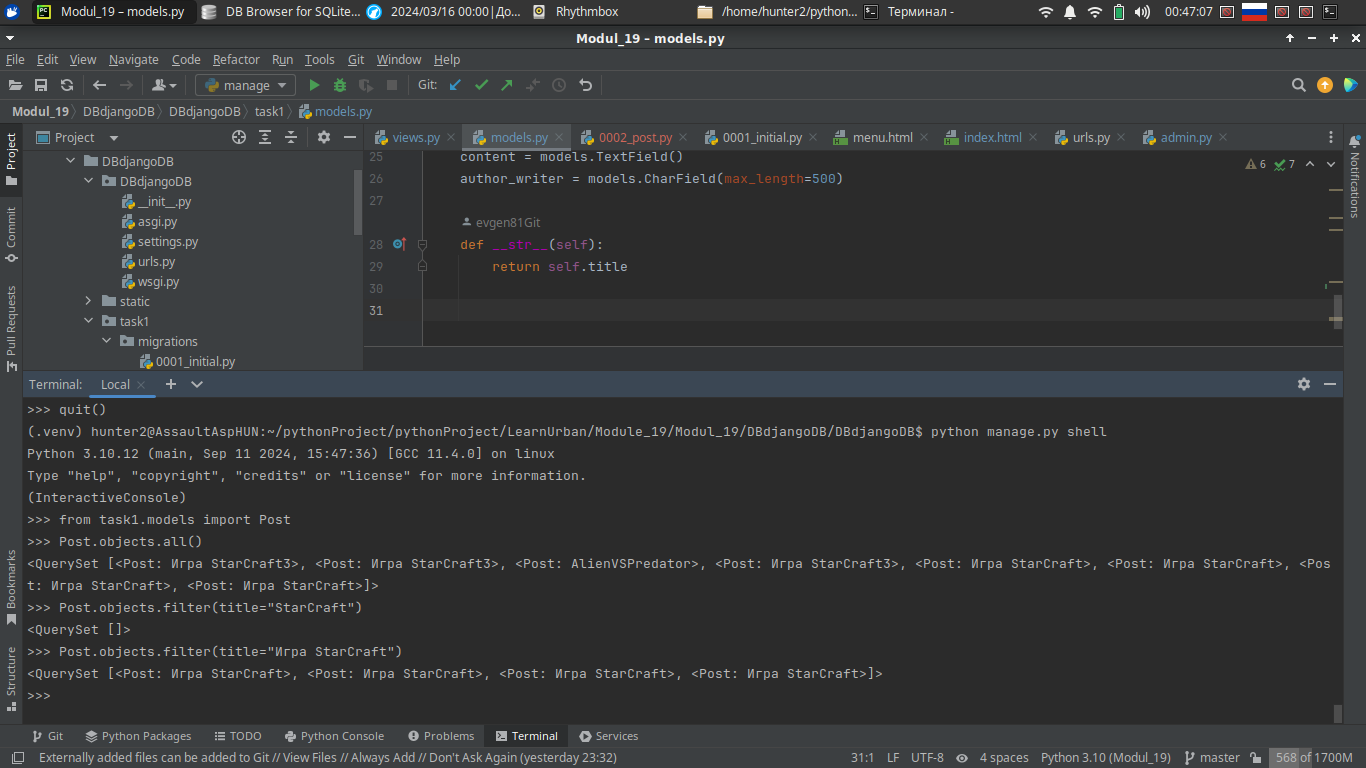 Modul_19 – models.py
DB Browser for SQLite...
2024/03/16 00:00|До...
Rhythmbox
/home/hunter2/python...
Терминал -
00:47:07
Modul_19 – models.py
File Edit View Navigate Code Refactor Run Tools Git Window Help
manage
Git:
Modul_19 DBdjangoDB DBdjangoDB task1 models.py
Project
views.py models.py 0002_post.py 0001_initial.py menu.html index.html urls.py admin.py
DBdjangoDB
DBdjangoDB
__init__.py
asgi.py
settings.py
urls.py
wsgi.py
static
task1
migrations
0001_initial.py
25 content = models.TextField()
6 7
26 author_writer = models.CharField(max_length=500)
27
evgen81Git
28 def __str__(self):
29 return self.title
30
31
Project
Commit
Pull Requests
Bookmarks
Structure
Notifications
Terminal: Local
>>> quit()
(.venv) hunter2@AssaultAspHUN:~/pythonProject/pythonProject/LearnUrban/Module_19/Modul_19/DBdjangoDB/DBdjangoDB$ python manage.py shell
Python 3.10.12 (main, Sep 11 2024, 15:47:36) [GCC 11.4.0] on linux
Type "help", "copyright", "credits" or "license" for more information.
(InteractiveConsole)
>>> from task1.models import Post
>>> Post.objects.all()
<QuerySet [<Post: Игра StarCraft3>, <Post: Игра StarCraft3>, <Post: AlienVSPredator>, <Post: Игра StarCraft3>, <Post: Игра StarCraft>, <Post: Игра StarCraft>, <Pos
t: Игра StarCraft>, <Post: Игра StarCraft>]>
>>> Post.objects.filter(title="StarCraft")
<QuerySet []>
>>> Post.objects.filter(title="Игра StarCraft")
<QuerySet [<Post: Игра StarCraft>, <Post: Игра StarCraft>, <Post: Игра StarCraft>, <Post: Игра StarCraft>]>
>>>
Git Python Packages TODO Python Console Problems Terminal Services
Externally added files can be added to Git // View Files // Always Add // Don't Ask Again (yesterday 23:32)
31:1 LF UTF-8 4 spaces Python 3.10 (Modul_19) master 568 of 1700M